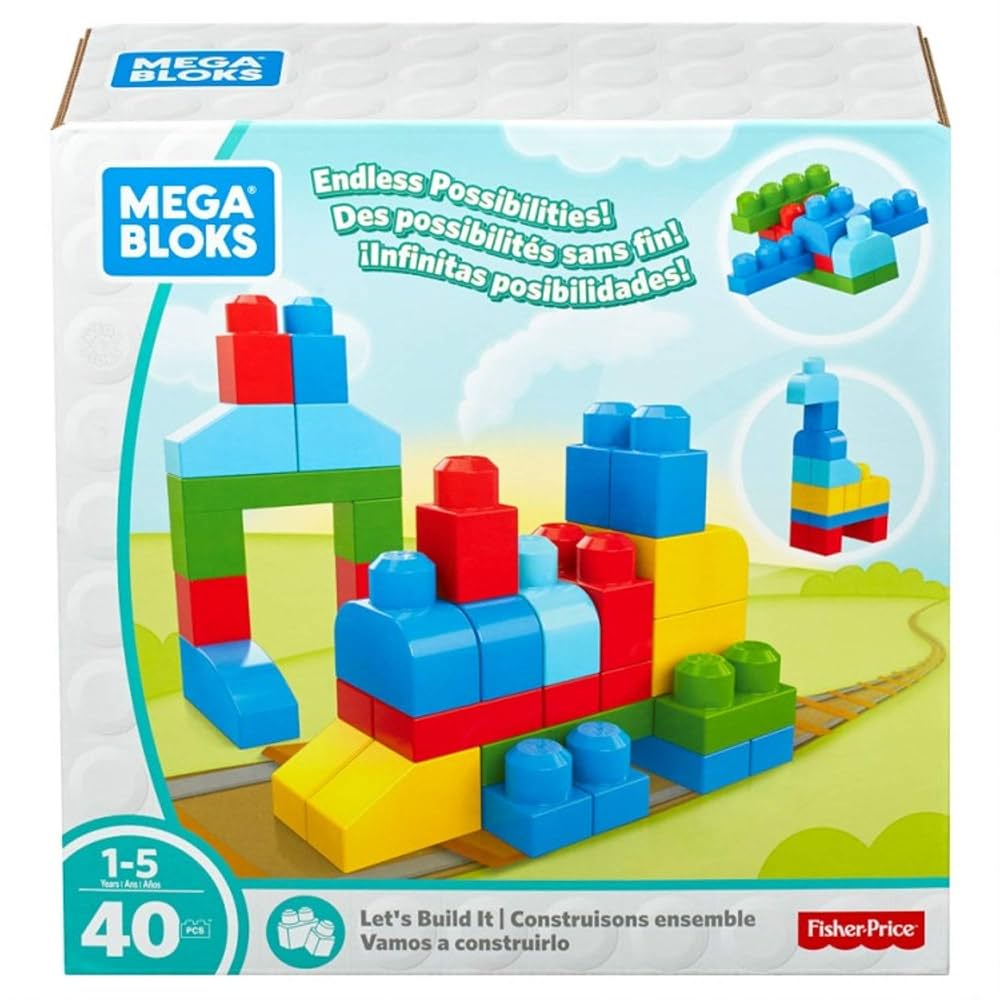 MEGA
BLOKS
MEGA®
BLOKS
Endless Possibilities!
Des possibilités sans fin!
¡Infinitas posibilidades!
1-5
Years | Ans | Años
40 PCS
Let's Build It | Construisons ensemble
Vamos a construirlo
Fisher-Price